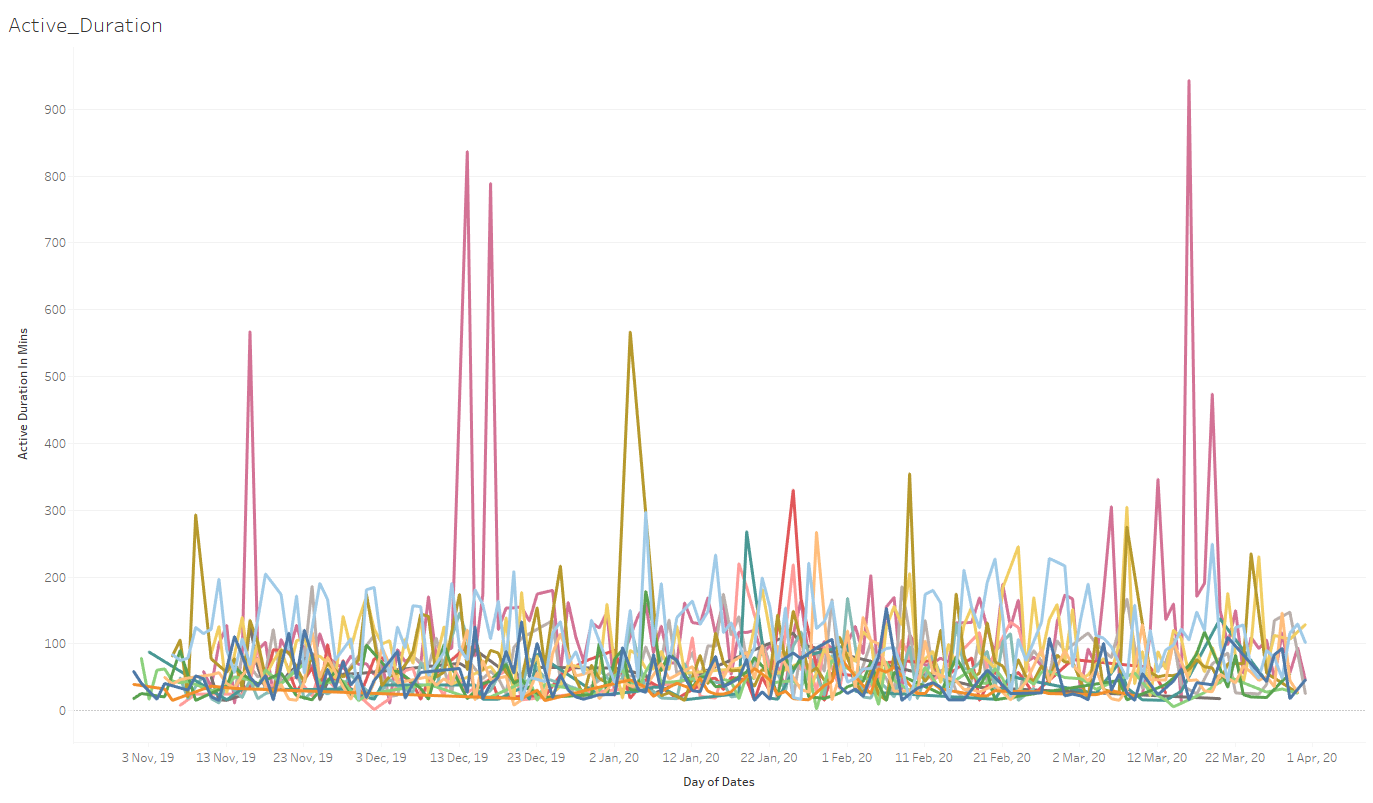 Active_Duration
Active Duration In Mins
900
800
700
600
500
400
300
200
100
0
3 Nov, 19
13 Nov, 19
23 Nov, 19
3 Dec, 19
13 Dec, 19
23 Dec, 19
2 Jan, 20
12 Jan, 20
22 Jan, 20
1 Feb, 20
11 Feb, 20
21 Feb, 20
2 Mar, 20
12 Mar, 20
22 Mar, 20
1 Apr, 20
Day of Dates